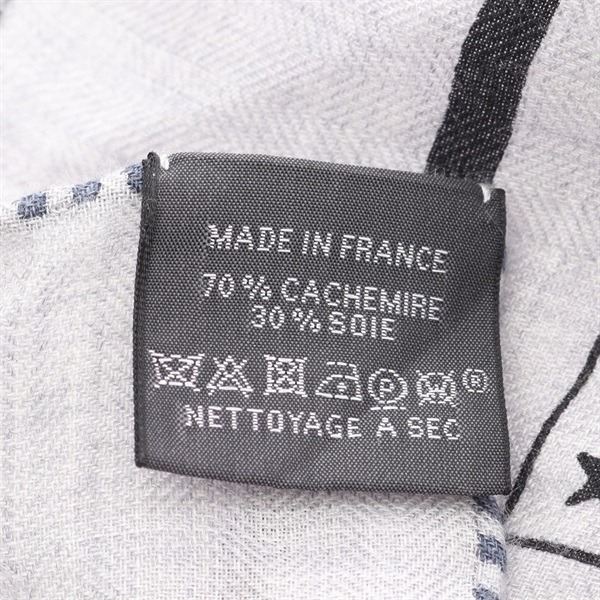 MADE IN FRANCE
70 % CACHEMIRE
30 % SOIE
P ®
NETTOYAGE A SEC